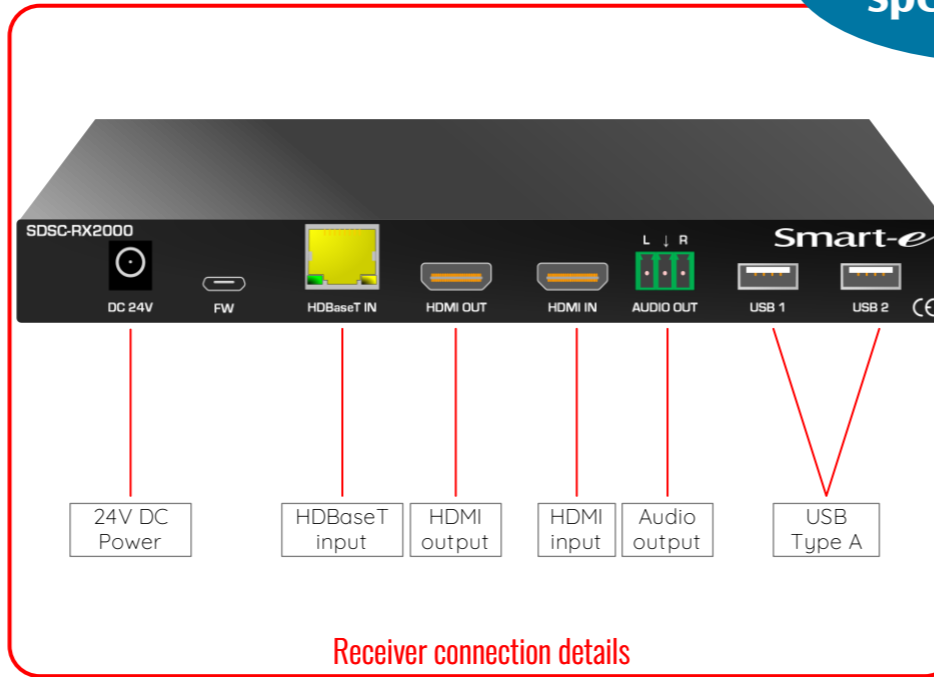 SDSC-RX2000
Smart-e
L ↓ R
DC 24V
FW
HDBaseT IN
HDMI OUT
HDMI IN
AUDIO OUT
USB 1
USB 2
CE
24V DC
Power
HDBaseT
input
HDMI
output
HDMI
input
Audio
output
USB
Type A
Receiver connection details